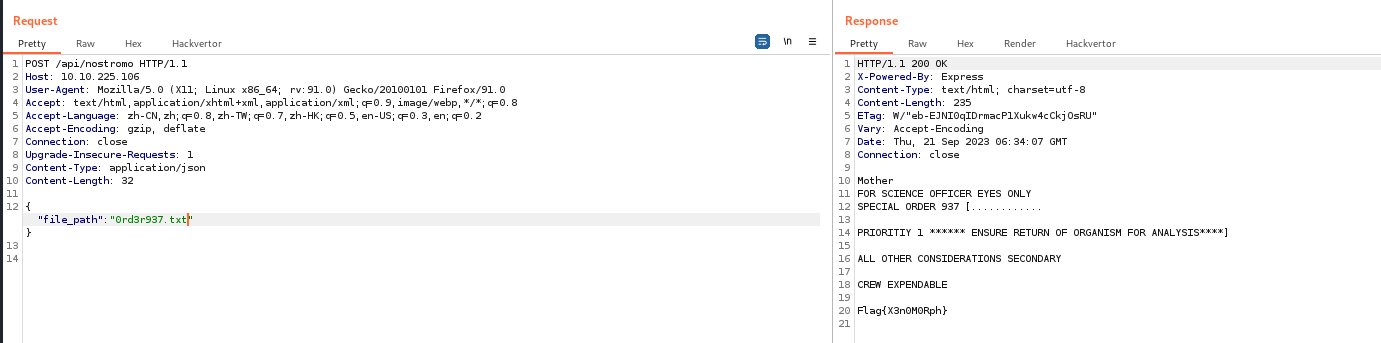 Request
Pretty Raw Hex Hackvertor \n
1 POST /api/nostromo HTTP/1.1
2 Host: 10.10.225.106
3 User-Agent: Mozilla/5.0 (X11; Linux x86_64; rv:91.0) Gecko/20100101 Firefox/91.0
4 Accept: text/html,application/xhtml+xml,application/xml;q=0.9,image/webp,*/*;q=0.8
5 Accept-Language: zh-CN,zh;q=0.8,zh-TW;q=0.7,zh-HK;q=0.5,en-US;q=0.3,en;q=0.2
6 Accept-Encoding: gzip, deflate
7 Connection: close
8 Upgrade-Insecure-Requests: 1
9 Content-Type: application/json
10 Content-Length: 32
11
12 {
"file_path":"0rd3r937.txt"
}
13
14
Response
Pretty Raw Hex Render Hackvertor
1 HTTP/1.1 200 OK
2 X-Powered-By: Express
3 Content-Type: text/html; charset=utf-8
4 Content-Length: 235
5 ETag: W/"eb-EJNI0qIDrmacP1Xukw4cCkjOsRU"
6 Vary: Accept-Encoding
7 Date: Thu, 21 Sep 2023 06:34:07 GMT
8 Connection: close
9
10 Mother
11 FOR SCIENCE OFFICER EYES ONLY
12 SPECIAL ORDER 937 [............
13
14 PRIORITIY 1 ****** ENSURE RETURN OF ORGANISM FOR ANALYSIS****]
15
16 ALL OTHER CONSIDERATIONS SECONDARY
17
18 CREW EXPENDABLE
19
20 Flag{X3n0M0Rph}
21